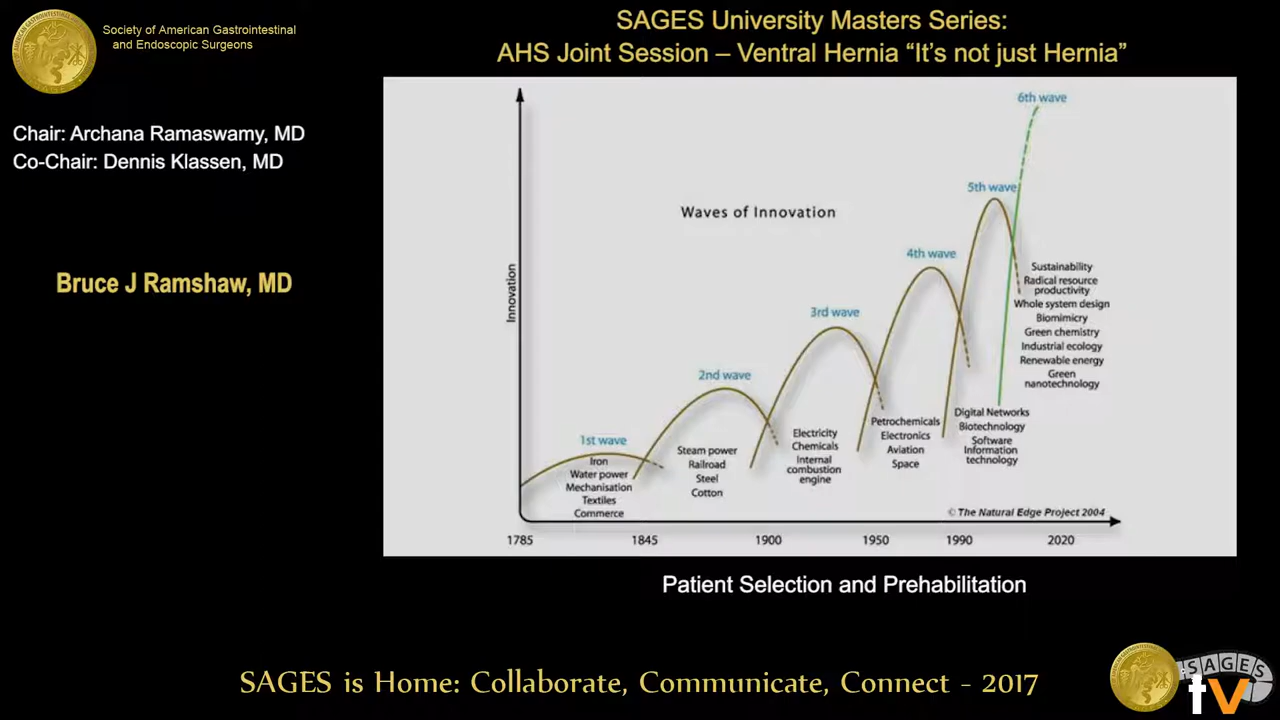 Society of American Gastrointestinal
and Endoscopic Surgeons
SAGES University Masters Series:
AHS Joint Session – Ventral Hernia “It’s not just Hernia”
Chair: Archana Ramaswamy, MD
Co-Chair: Dennis Klassen, MD
Bruce J Ramshaw, MD
Waves of Innovation
Innovation
1st wave
Iron
Water power
Mechanisation
Textiles
Commerce
2nd wave
Steam power
Railroad
Steel
Cotton
3rd wave
Electricity
Chemicals
Internal
combustion
engine
4th wave
Petrochemicals
Electronics
Aviation
Space
5th wave
Digital Networks
Biotechnology
Software
Information
technology
6th wave
Sustainability
Radical resource
productivity
Whole system design
Biomimicry
Green chemistry
Industrial ecology
Renewable energy
Green
nanotechnology
© The Natural Edge Project 2004
1785 1845 1900 1950 1990 2020
Patient Selection and Prehabilitation
SAGES is Home: Collaborate, Communicate, Connect - 2017
SAGES
tv